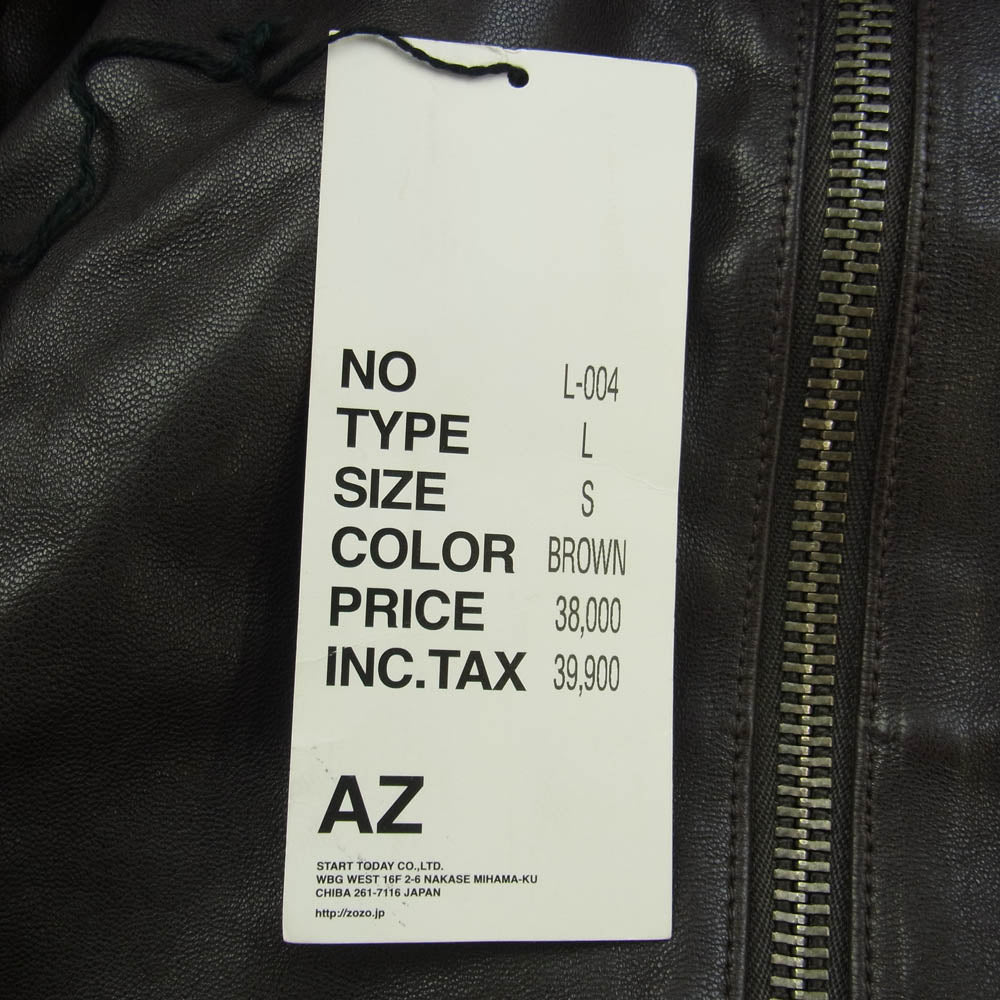 NO L-004
TYPE L
SIZE S
COLOR BROWN
PRICE 38,000
INC.TAX 39,900
AZ
START TODAY CO.,LTD.
WBG WEST 16F 2-6 NAKASE MIHAMA-KU
CHIBA 261-7116 JAPAN
http://zozo.jp